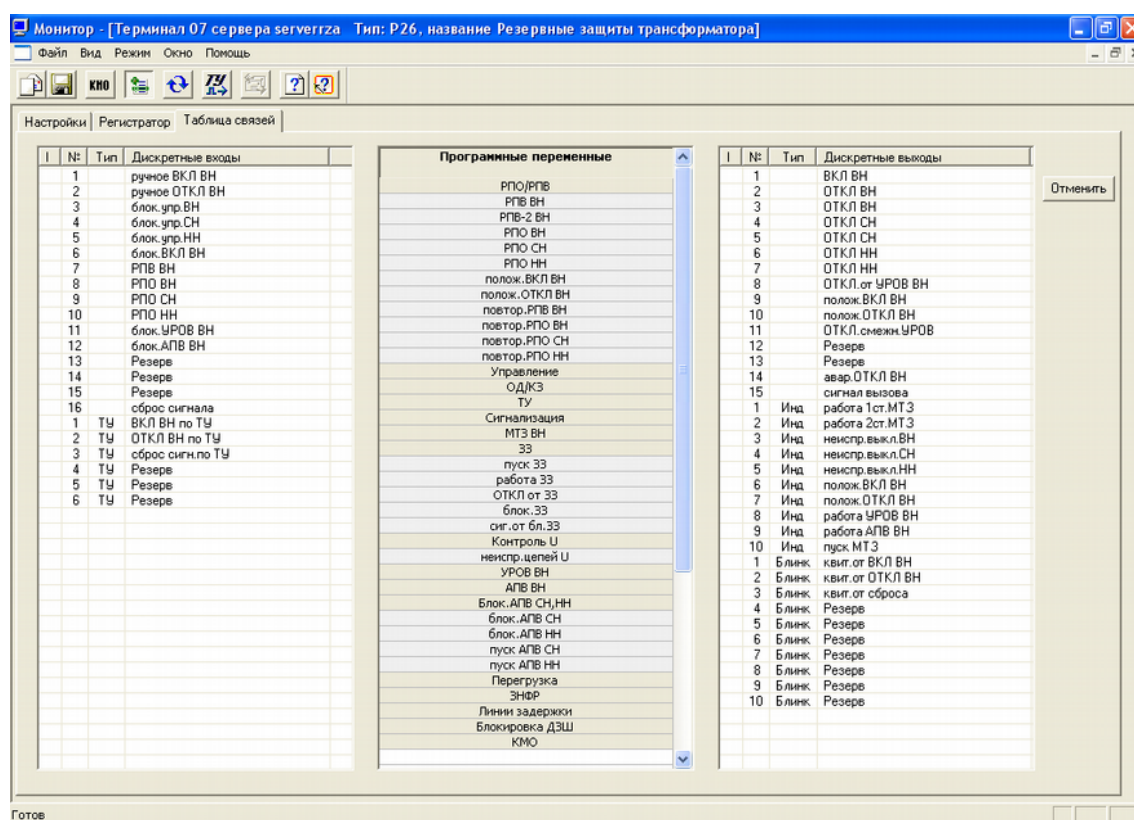 Монитор - [Терминал 07 сервера serverrza Тип: P26, название Резервные защиты трансформатора]
Файл Вид Режим Окно Помощь
КНО ТУ
Настройки Регистратор Таблица связей
I № Тип Дискретные входы
1 ручное ВКЛ ВН
2 ручное ОТКЛ ВН
3 блок.упр.ВН
4 блок.упр.СН
5 блок.упр.НН
6 блок.ВКЛ ВН
7 РПВ ВН
8 РПО ВН
9 РПО СН
10 РПО НН
11 блок.УРОВ ВН
12 блок.АПВ ВН
13 Резерв
14 Резерв
15 Резерв
16 сброс сигнала
1 ТУ ВКЛ ВН по ТУ
2 ТУ ОТКЛ ВН по ТУ
3 ТУ сброс сигн.по ТУ
4 ТУ Резерв
5 ТУ Резерв
6 ТУ Резерв
Программные переменные
РПО/РПВ
РПВ ВН
РПВ-2 ВН
РПО ВН
РПО СН
РПО НН
полож.ВКЛ ВН
полож.ОТКЛ ВН
повтор.РПВ ВН
повтор.РПО ВН
повтор.РПО СН
повтор.РПО НН
Управление
ОД/КЗ
ТУ
Сигнализация
МТЗ ВН
ЗЗ
пуск ЗЗ
работа ЗЗ
ОТКЛ от ЗЗ
блок.ЗЗ
сиг.от бл.ЗЗ
Контроль U
неиспр.цепей U
УРОВ ВН
АПВ ВН
Блок.АПВ СН,НН
блок.АПВ СН
блок.АПВ НН
пуск АПВ СН
пуск АПВ НН
Перегрузка
ЗНФР
Линии задержки
Блокировка ДЗШ
КМО
I № Тип Дискретные выходы
1 ВКЛ ВН
2 ОТКЛ ВН
3 ОТКЛ ВН
4 ОТКЛ СН
5 ОТКЛ СН
6 ОТКЛ НН
7 ОТКЛ НН
8 ОТКЛ.от УРОВ ВН
9 полож.ВКЛ ВН
10 полож.ОТКЛ ВН
11 ОТКЛ.смежн.УРОВ
12 Резерв
13 Резерв
14 авар.ОТКЛ ВН
15 сигнал вызова
1 Инд работа 1ст.МТЗ
2 Инд работа 2ст.МТЗ
3 Инд неиспр.выкл.ВН
4 Инд неиспр.выкл.СН
5 Инд неиспр.выкл.НН
6 Инд полож.ВКЛ ВН
7 Инд полож.ОТКЛ ВН
8 Инд работа УРОВ ВН
9 Инд работа АПВ ВН
10 Инд пуск МТЗ
1 Блинк квит.от ВКЛ ВН
2 Блинк квит.от ОТКЛ ВН
3 Блинк квит.от сброса
4 Блинк Резерв
5 Блинк Резерв
6 Блинк Резерв
7 Блинк Резерв
8 Блинк Резерв
9 Блинк Резерв
10 Блинк Резерв
Отменить
Готов